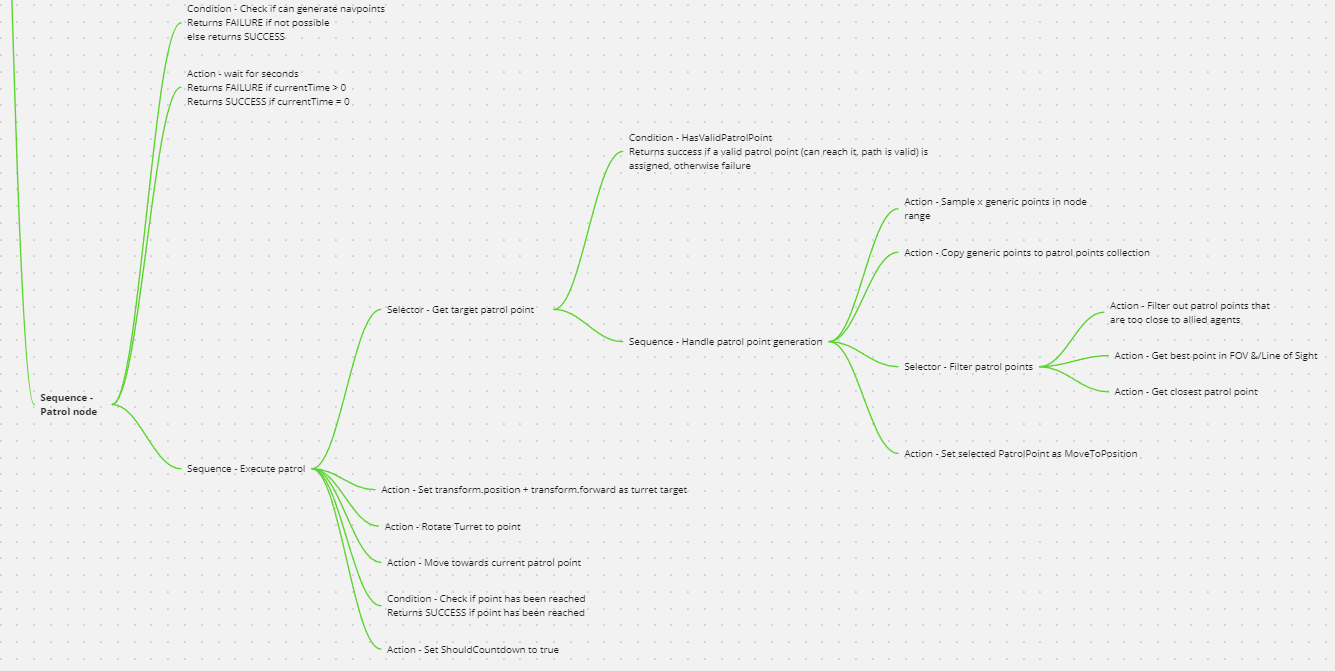 Condition - Check if can generate navpoints
Returns FAILURE if not possible
else returns SUCCESS
Action - wait for seconds
Returns FAILURE if currentTime > 0
Returns SUCCESS if currentTime = 0
Condition - HasValidPatrolPoint
Returns success if a valid patrol point (can reach it, path is valid) is
assigned, otherwise failure
Action - Sample x generic points in node
range
Action - Copy generic points to patrol points collection
Selector - Get target patrol point
Action - Filter out patrol points that
are too close to allied agents
Sequence - Handle patrol point generation
Action - Get best point in FOV &/Line of Sight
Selector - Filter patrol points
Action - Get closest patrol point
Sequence -
Patrol node
Action - Set selected PatrolPoint as MoveToPosition
Sequence - Execute patrol
Action - Set transform.position + transform.forward as turret target
Action - Rotate Turret to point
Action - Move towards current patrol point
Condition - Check if point has been reached
Returns SUCCESS if point has been reached
Action - Set ShouldCountdown to true